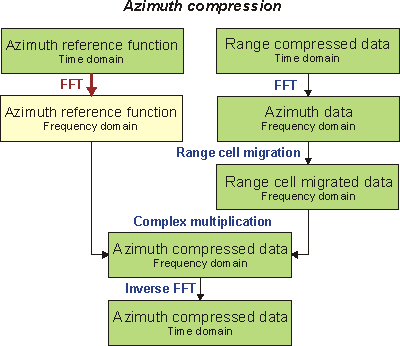 Azimuth compression
Azimuth reference function
Time domain
Range compressed data
Time domain
FFT
FFT
Azimuth reference function
Frequency domain
Azimuth data
Frequency domain
Range cell migration
Range cell migrated data
Frequency domain
Complex multiplication
Azimuth compressed data
Frequency domain
Inverse FFT
Azimuth compressed data
Time domain